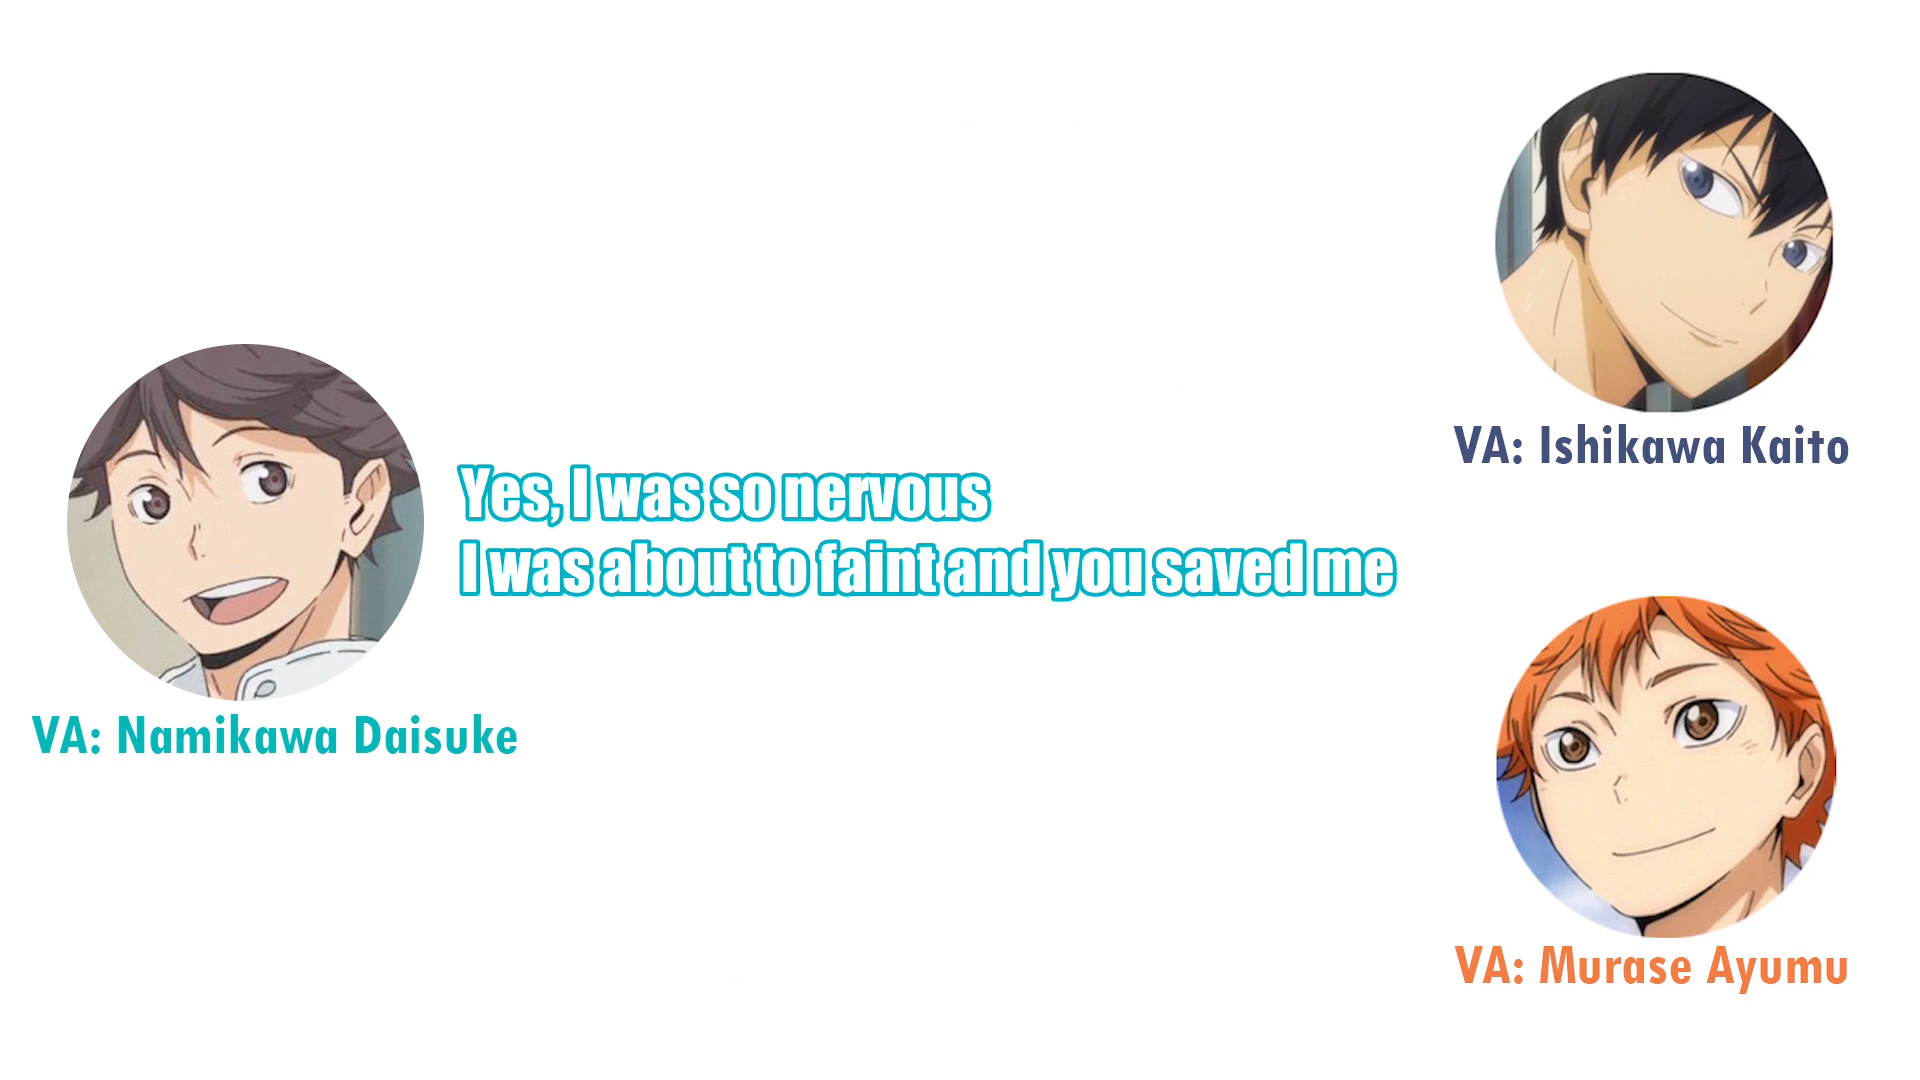 VA: Ishikawa Kaito
Yes, I was so nervous
I was about to faint and you saved me
VA: Namikawa Daisuke
VA: Murase Ayumu